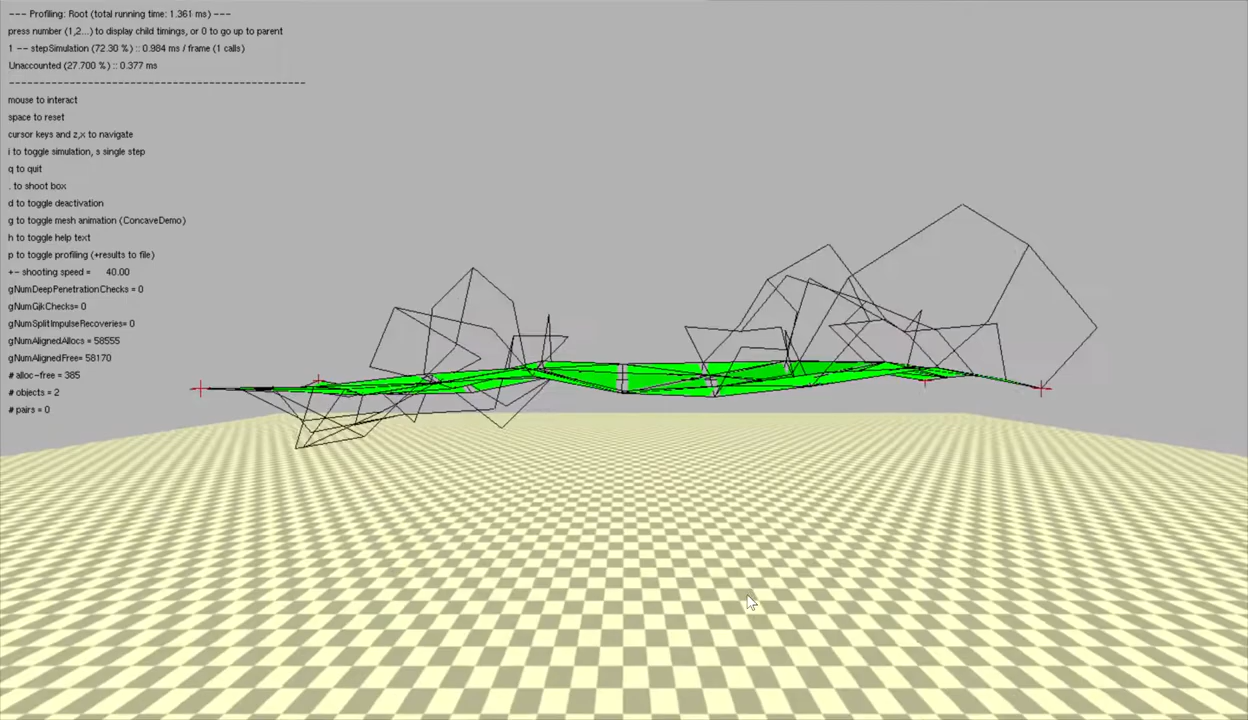 --- Profiling: Root (total running time: 1.361 ms) ---
press number (1,2...) to display child timings, or 0 to go up to parent
1 -- stepSimulation (72.30 %) :: 0.984 ms / frame (1 calls)
Unaccounted (27.700 %) :: 0.377 ms
-------------------------------------------------
mouse to interact
space to reset
cursor keys and z,x to navigate
i to toggle simulation, s single step
q to quit
. to shoot box
d to toggle deactivation
g to toggle mesh animation (ConcaveDemo)
h to toggle help text
p to toggle profiling (+results to file)
+- shooting speed = 40.00
gNumDeepPenetrationChecks = 0
gNumGjkChecks= 0
gNumSplitImpulseRecoveries= 0
gNumAlignedAllocs = 58555
gNumAlignedFree= 58170
# alloc-free = 385
# objects = 2
# pairs = 0